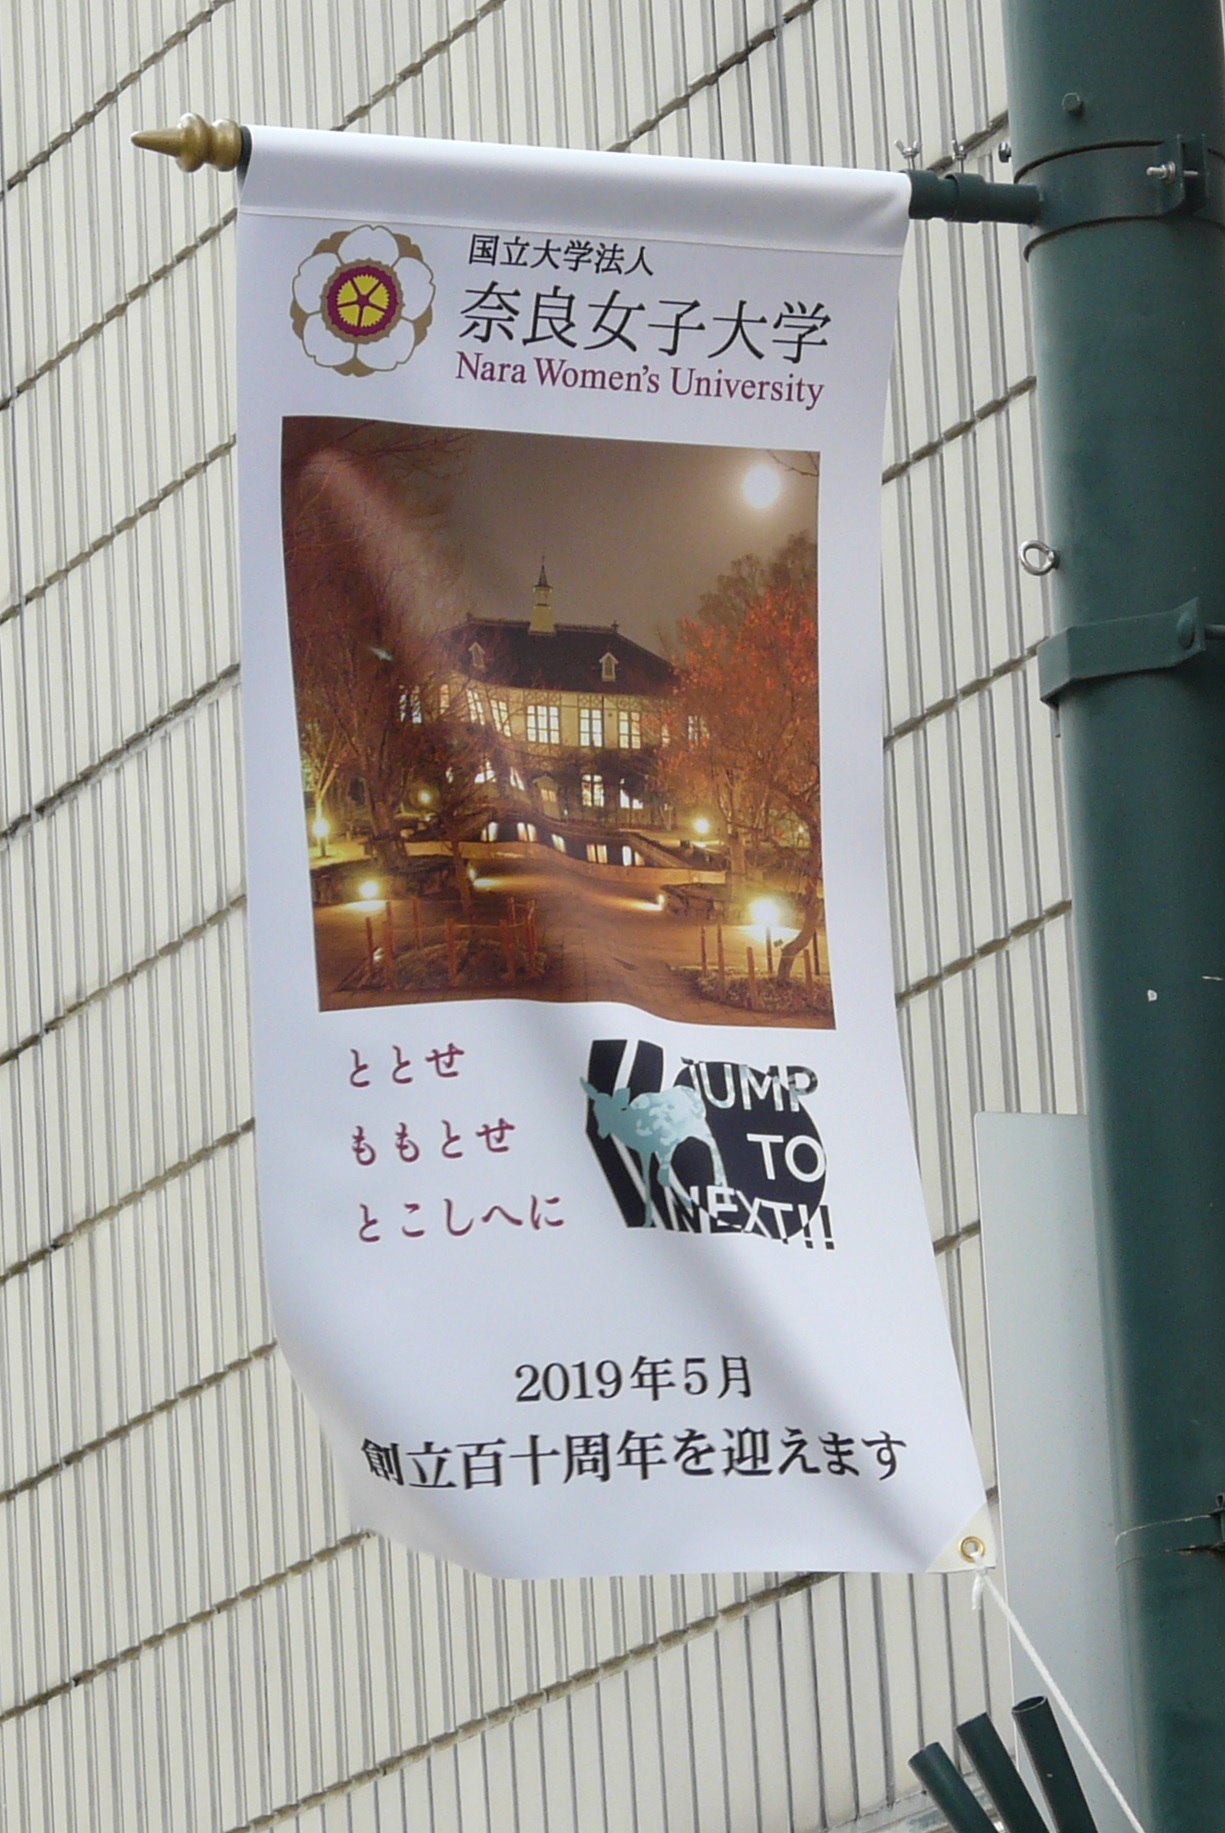 国立大学法人
奈良女子大学
Nara Women's University
ととせ
ももとせ
とこしへに
JUMP
TO
NEXT!!
2019年5月
創立百十周年を迎えます